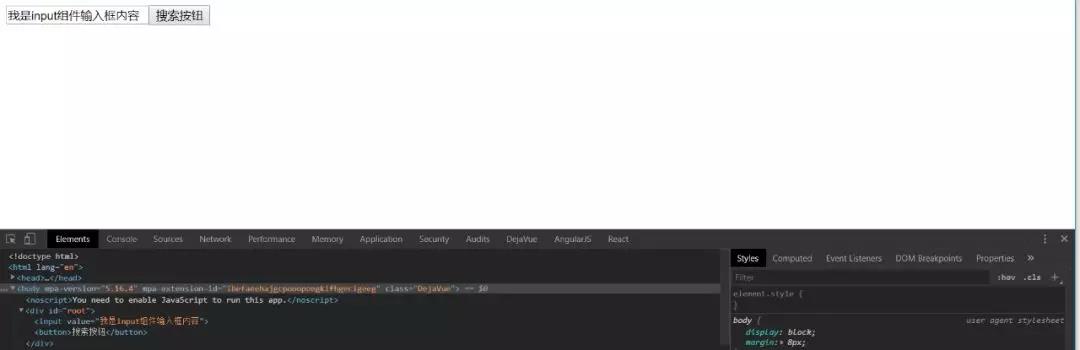 我是input组件输入框内容 搜索按钮
Elements Console Sources Network Performance Memory Application Security Audits DejaVue AngularJS React
<!doctype html>
<html lang="en">
<head>…</head>
<body mpa-version="5.16.4" mpa-extension-id= class="DejaVue"> == $0
<noscript>You need to enable JavaScript to run this app.</noscript>
<div id="root">
<input value="我是input组件输入框内容">
<button>搜索按钮</button>
</div>
Styles Computed Event Listeners DOM Breakpoints Properties »
Filter :hov .cls +
element.style {
}
body { user agent stylesheet
display: block;
margin: 8px;